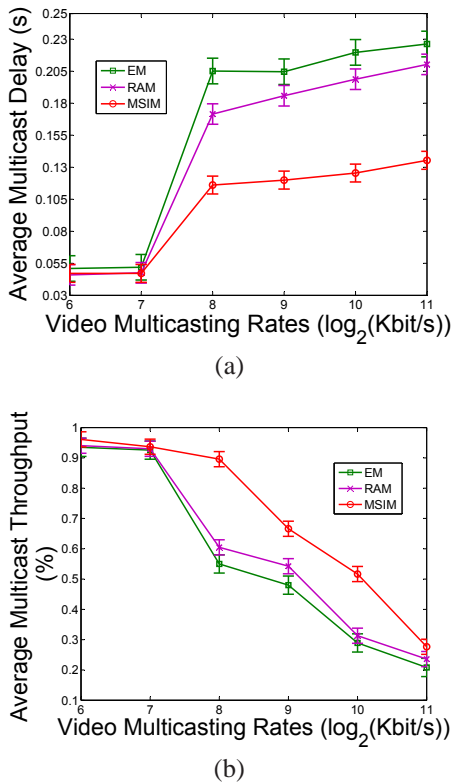 Average Multicast Delay (s)
0.25
0.23
0.205
0.18
0.155
0.13
0.105
0.08
0.055
0.03
EM
RAM
MSIM
6 7 8 9 10 11
Video Multicasting Rates (log2(Kbit/s))
(a)
Average Multicast Throughput
(%)
1
0.9
0.8
0.7
0.6
0.5
0.4
0.3
0.2
0.1
EM
RAM
MSIM
6 7 8 9 10 11
Video Multicasting Rates (log2(Kbit/s))
(b)